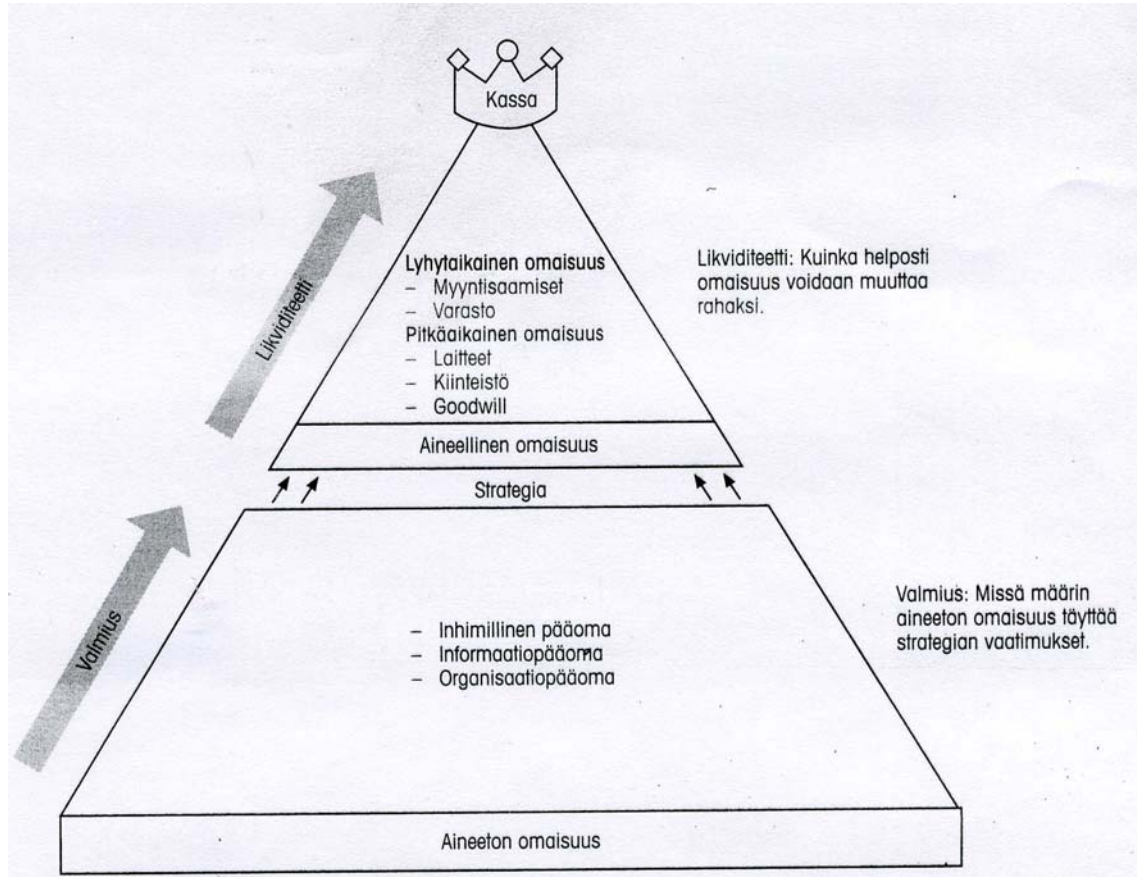 Kassa
Likviditeetti
Lyhytaikainen omaisuus
– Myyntisaamiset
– Varasto
Pitkäaikainen omaisuus
– Laitteet
– Kiinteistö
– Goodwill
Likviditeetti: Kuinka helposti
omaisuus voidaan muuttaa
rahaksi.
Aineellinen omaisuus
Strategia
Valmius
– Inhimillinen pääoma
– Informaatiopääoma
– Organisaatiopääoma
Valmius: Missä määrin
aineeton omaisuus täyttää
strategian vaatimukset.
Aineeton omaisuus